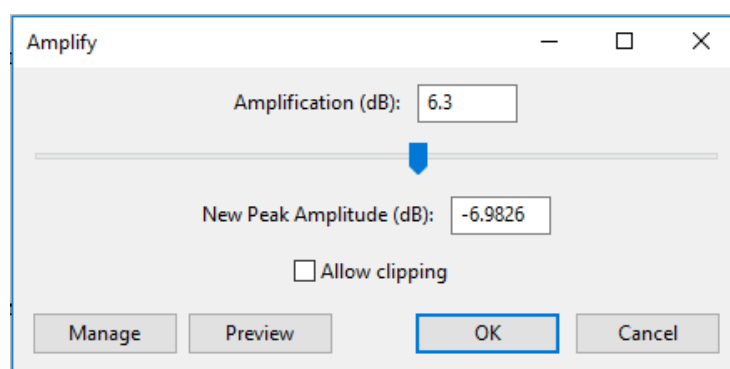 Amplify
Amplification (dB): 6.3
New Peak Amplitude (dB): -6.9826
Allow clipping
Manage Preview OK Cancel